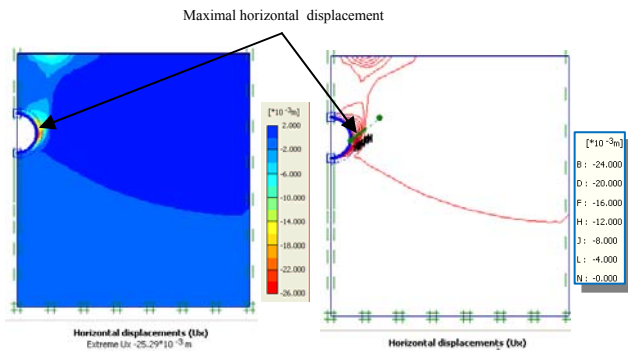 Maximal horizontal displacement
[*10 -3m]
2.000
-2.000
-6.000
-10.000
-14.000
-18.000
-22.000
-26.000
Horizontal displacements (Ux)
Extreme Ux -25.29*10 -3 m
[*10 -3m]
B : -24.000
D : -20.000
F : -16.000
H : -12.000
J : -8.000
L : -4.000
N : -0.000
Horizontal displacements (Ux)